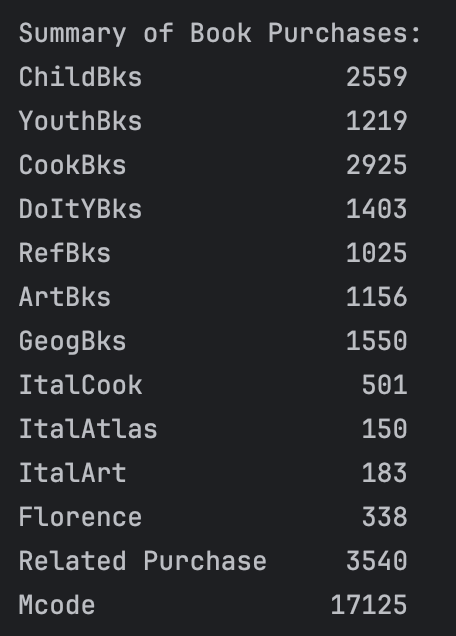 Summary of Book Purchases:
ChildBks 2559
YouthBks 1219
CookBks 2925
DoItYBks 1403
RefBks 1025
ArtBks 1156
GeogBks 1550
ItalCook 501
ItalAtlas 150
ItalArt 183
Florence 338
Related Purchase 3540
Mcode 17125